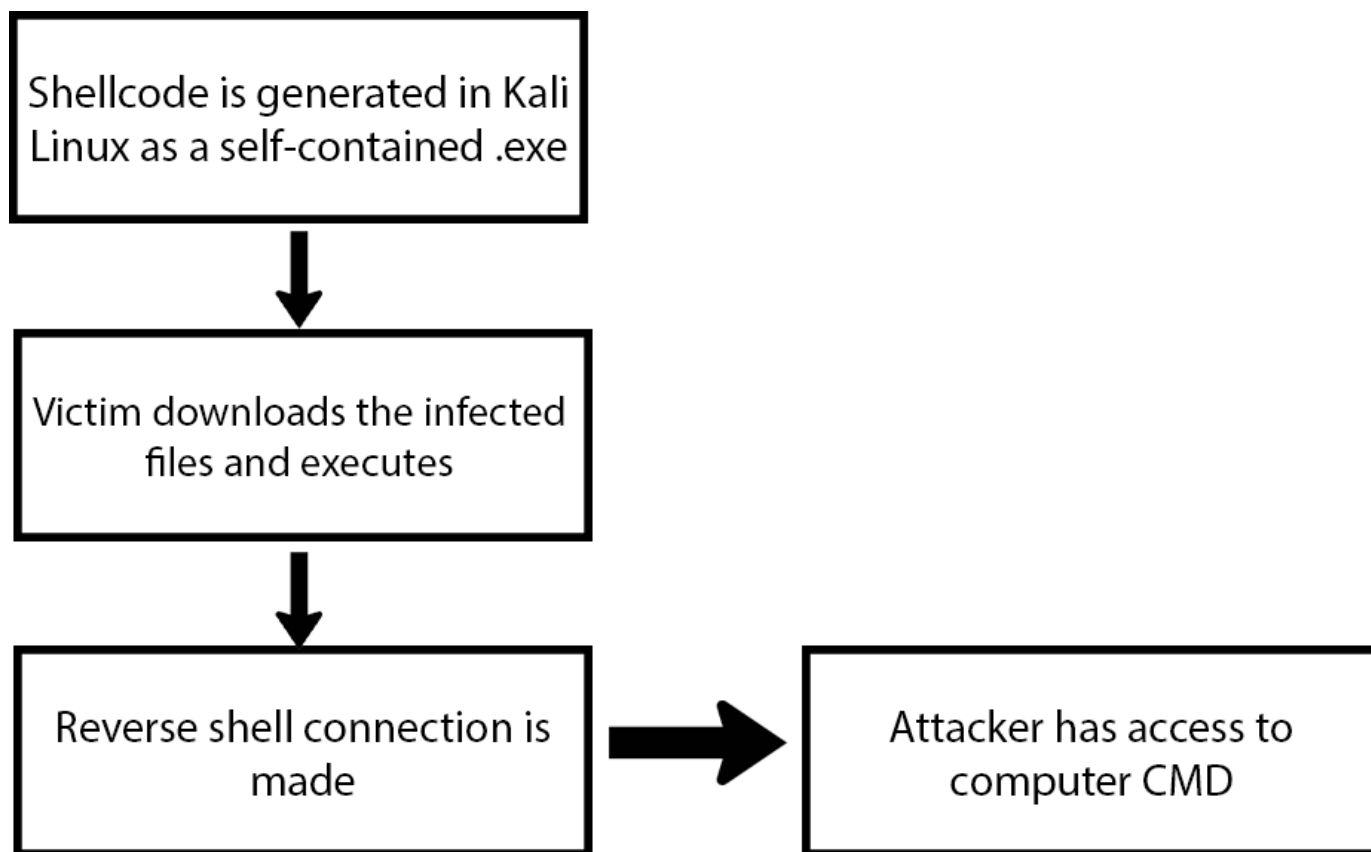 Shellcode is generated in Kali
Linux as a self-contained .exe
Victim downloads the infected
files and executes
Reverse shell connection is
made
Attacker has access to
computer CMD